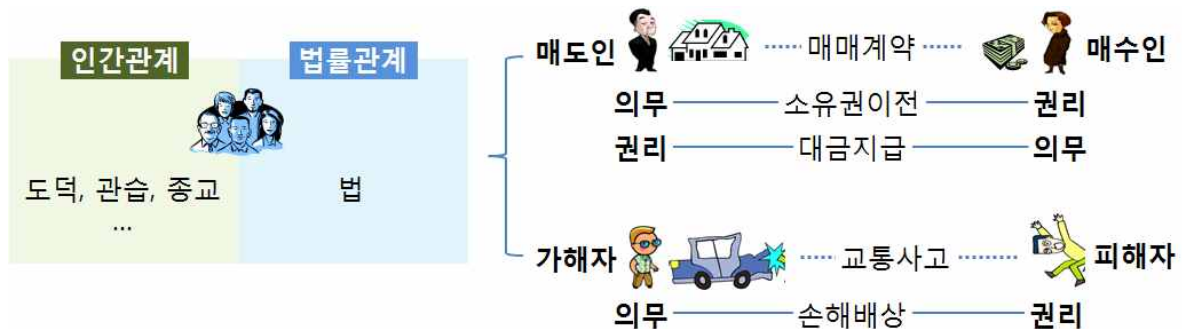 인간관계 법률관계
도덕, 관습, 종교 법
...
매도인 매매계약 매수인
의무 소유권이전 권리
권리 대금지급 의무
가해자 교통사고 피해자
의무 손해배상 권리